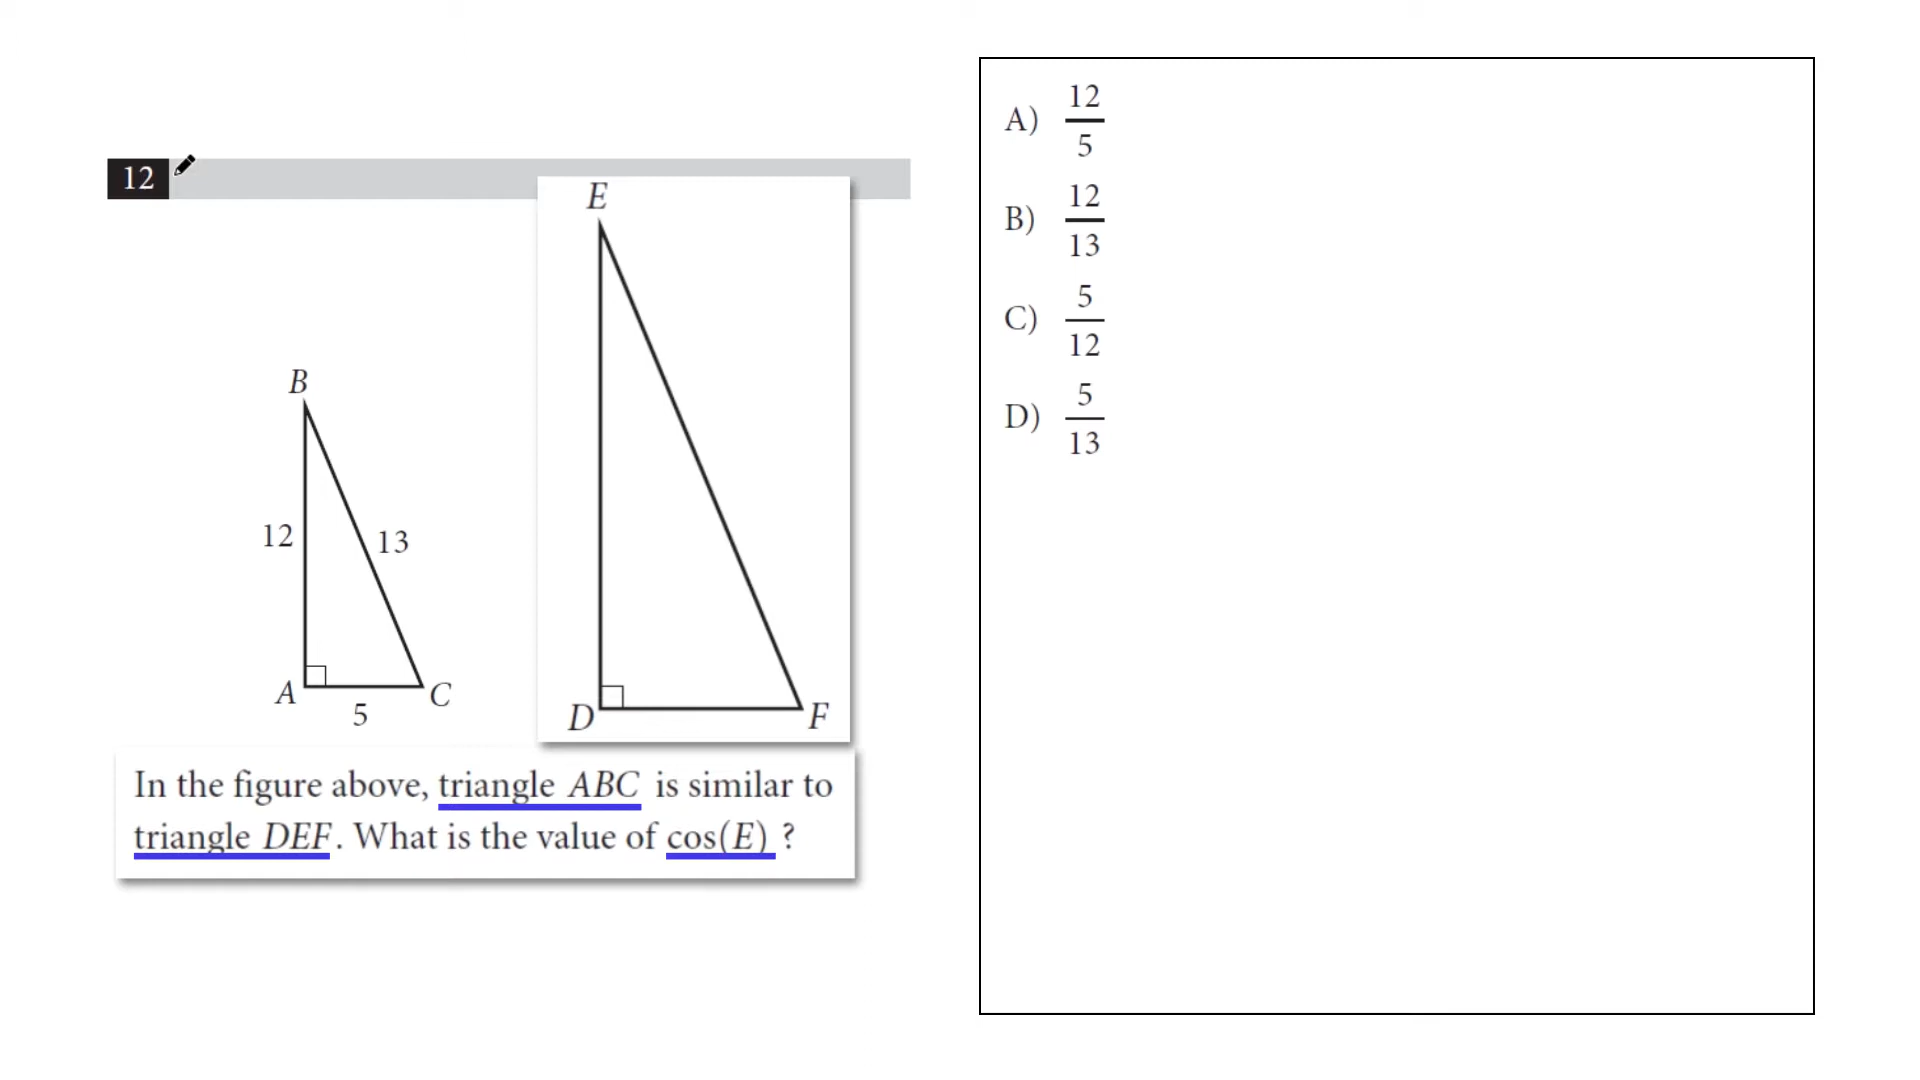 12
E
B
12
13
A
C
5
D
F
In the figure above, triangle ABC is similar to
triangle DEF. What is the value of cos(E) ?
A) 12/5
B) 12/13
C) 5/12
D) 5/13